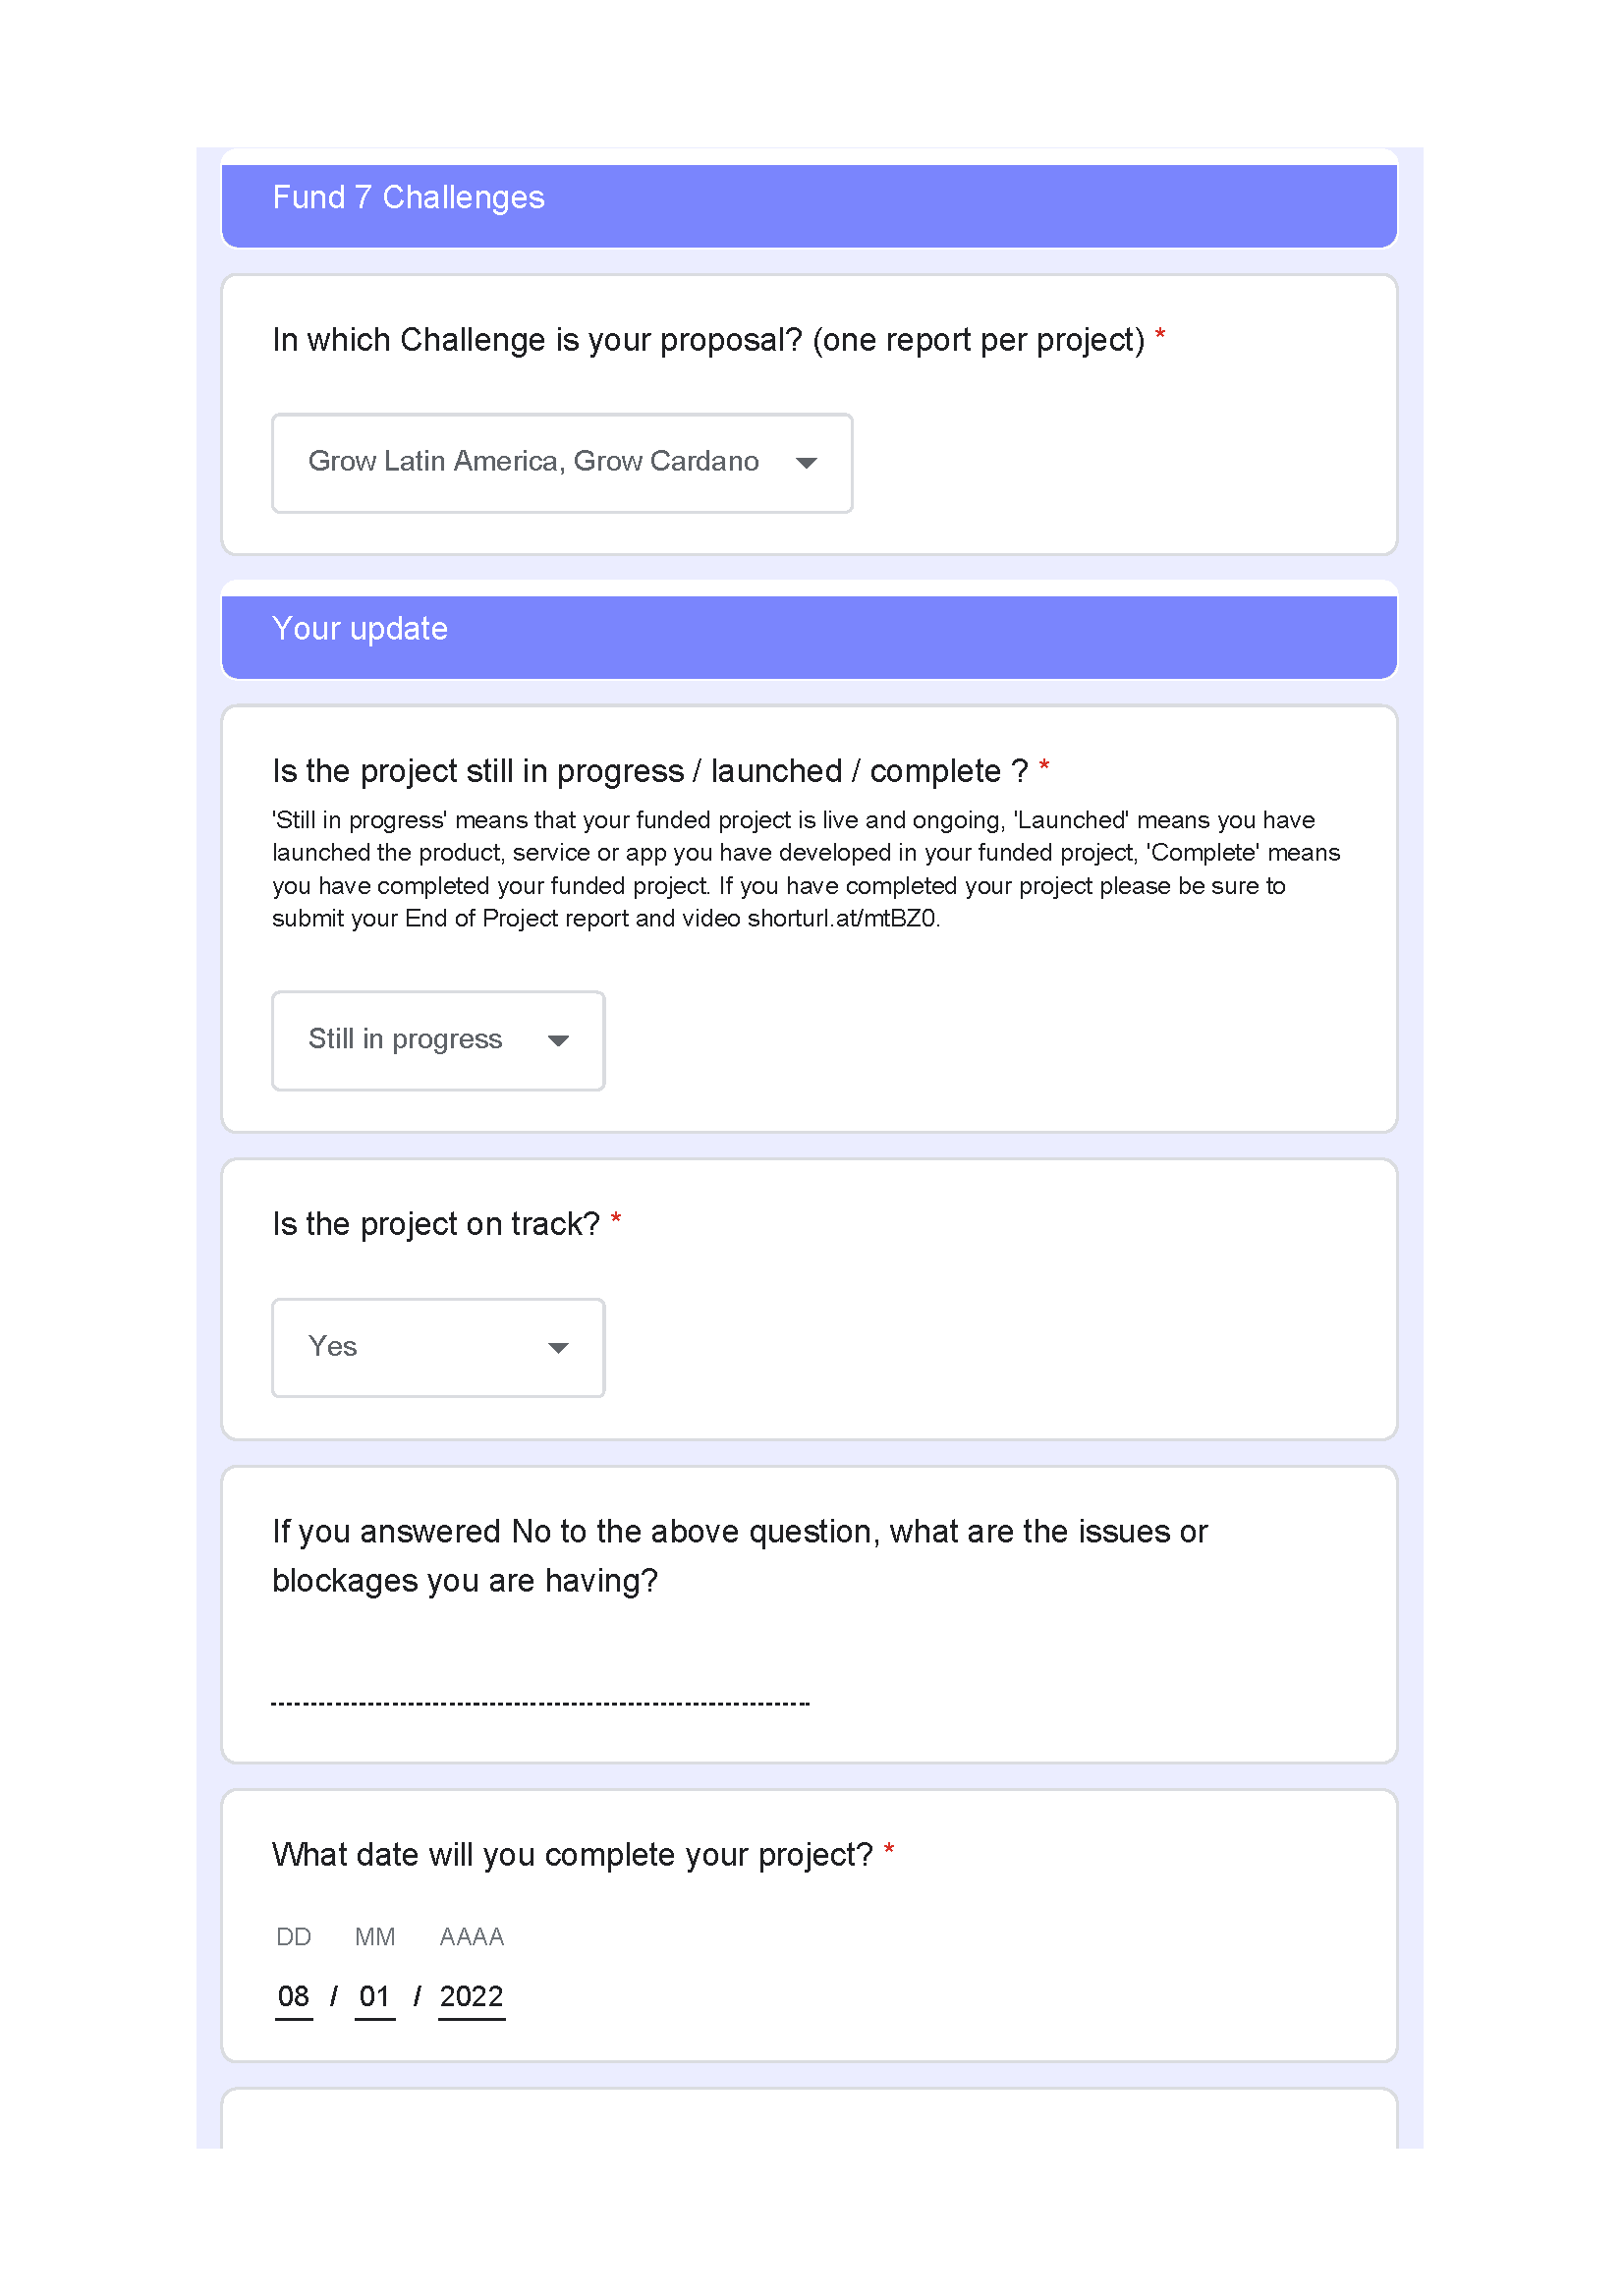 Fund 7 Challenges
In which Challenge is your proposal? (one report per project) *
Grow Latin America, Grow Cardano
Your update
Is the project still in progress / launched / complete ? *
'Still in progress' means that your funded project is live and ongoing, 'Launched' means you have
launched the product, service or app you have developed in your funded project, 'Complete' means
you have completed your funded project. If you have completed your project please be sure to
submit your End of Project report and video shorturl.at/mtBZ0.
Still in progress
Is the project on track? *
Yes
If you answered No to the above question, what are the issues or
blockages you are having?
What date will you complete your project? *
DD MM AAAA
08 / 01 / 2022